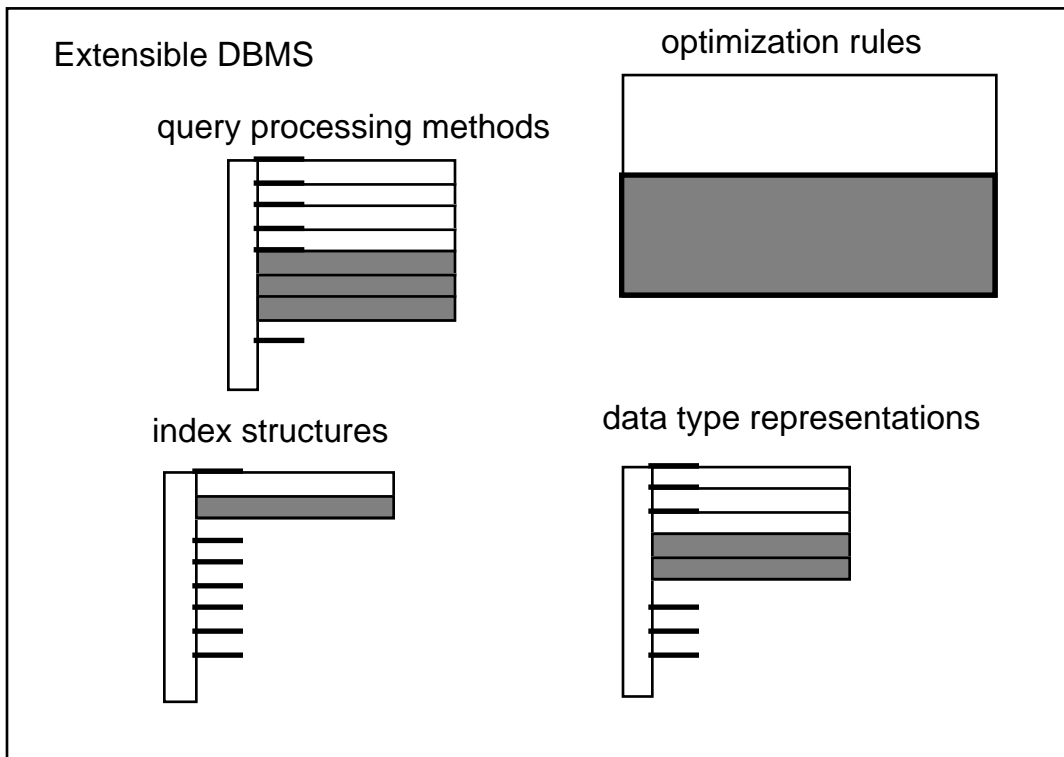 Extensible DBMS
optimization rules
query processing methods
index structures
data type representations